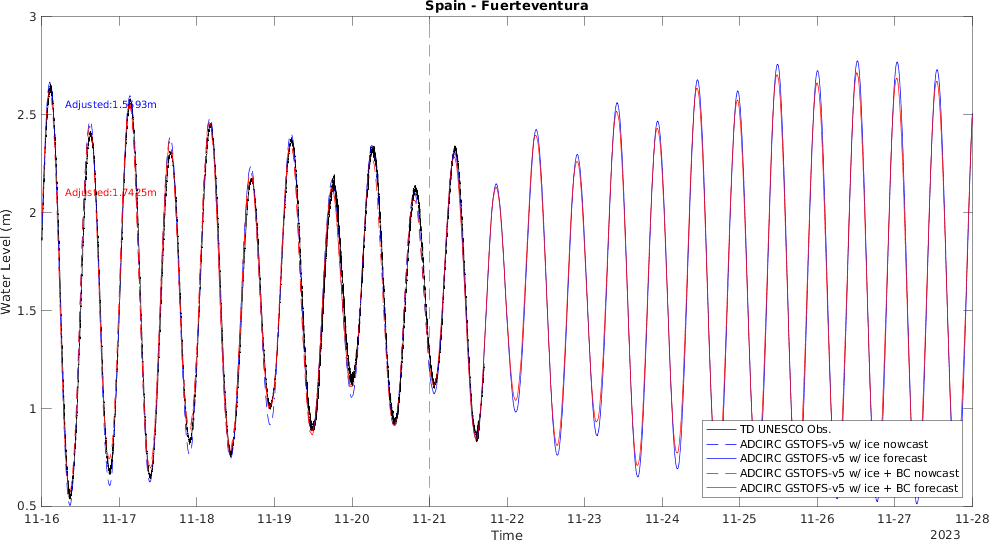 Spain - Fuerteventura
Water Level (m)
3
2.5
2
1.5
1
0.5
Adjusted:1.7425m
TD UNESCO Obs.
ADCIRC GSTOFS-v5 w/ ice nowcast
ADCIRC GSTOFS-v5 w/ ice forecast
ADCIRC GSTOFS-v5 w/ ice + BC nowcast
ADCIRC GSTOFS-v5 w/ ice + BC forecast
11-16 11-17 11-18 11-19 11-20 11-21 11-22 11-23 11-24 11-25 11-26 11-27 11-28
Time
2023